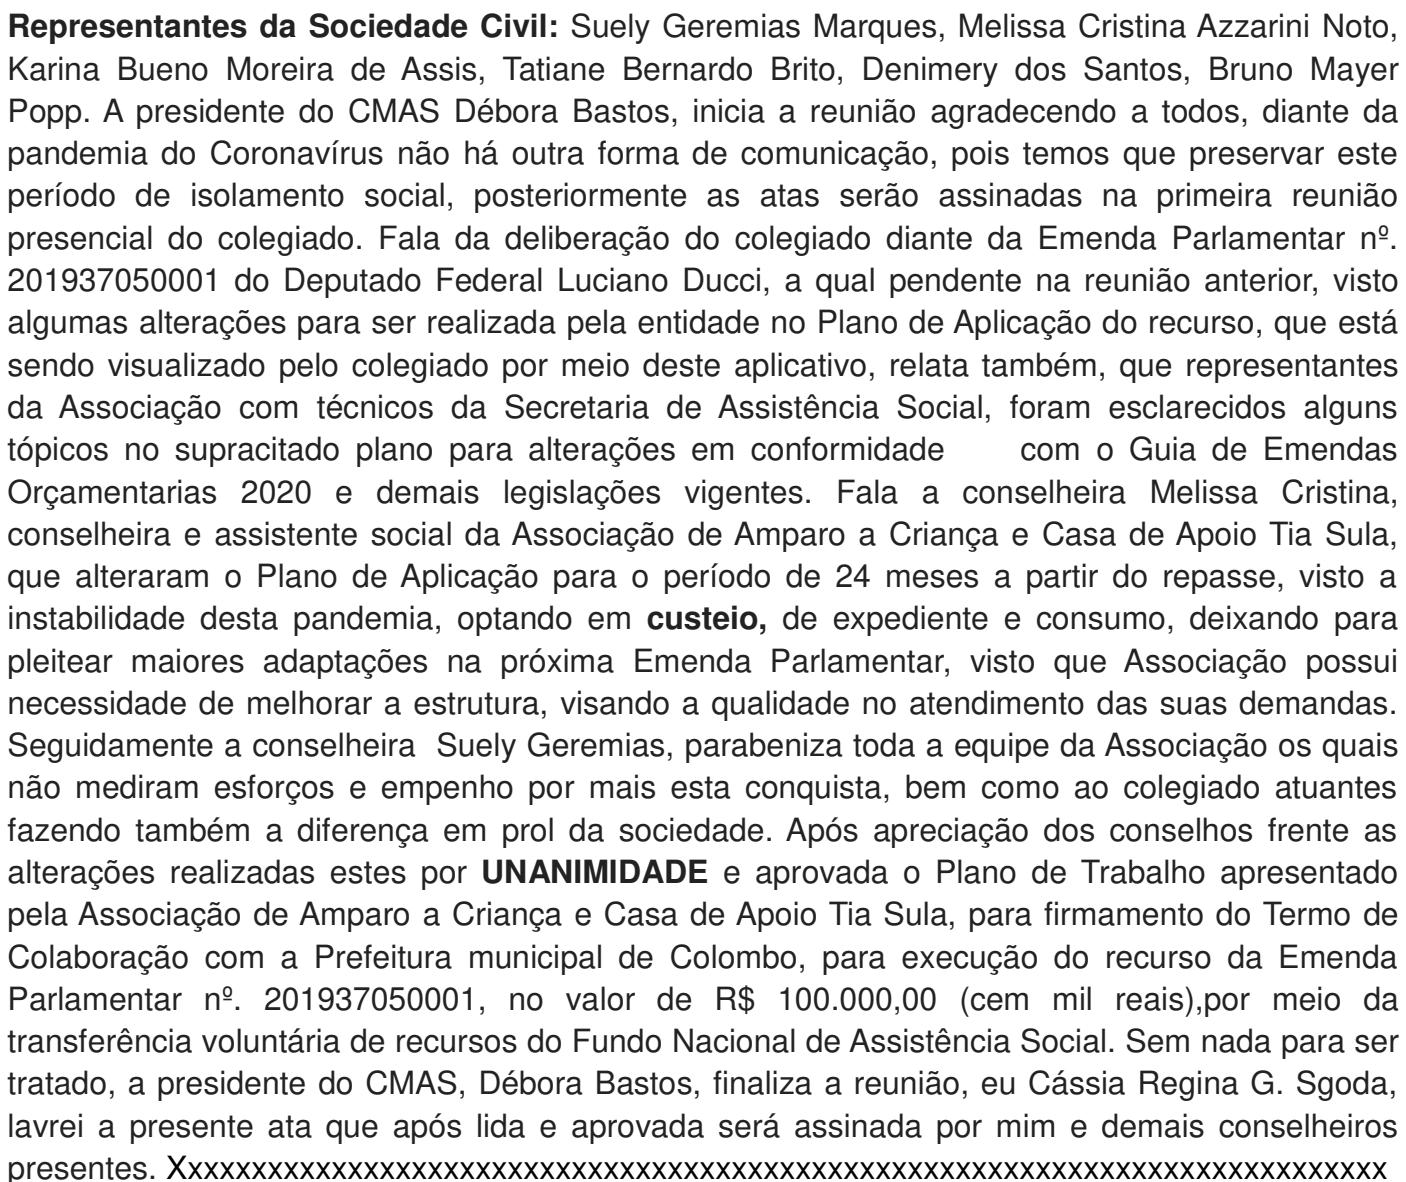 Representantes da Sociedade Civil: Suely Geremias Marques, Melissa Cristina Azzarini Noto,
Karina Bueno Moreira de Assis, Tatiane Bernardo Brito, Denimery dos Santos, Bruno Mayer
Popp. A presidente do CMAS Débora Bastos, inicia a reunião agradecendo a todos, diante da
pandemia do Coronavírus não há outra forma de comunicação, pois temos que preservar este
período de isolamento social, posteriormente as atas serão assinadas na primeira reunião
presencial do colegiado. Fala da deliberação do colegiado diante da Emenda Parlamentar nº.
201937050001 do Deputado Federal Luciano Ducci, a qual pendente na reunião anterior, visto
algumas alterações para ser realizada pela entidade no Plano de Aplicação do recurso, que está
sendo visualizado pelo colegiado por meio deste aplicativo, relata também, que representantes
da Associação com técnicos da Secretaria de Assistência Social, foram esclarecidos alguns
tópicos no supracitado plano para alterações em conformidade com o Guia de Emendas
Orçamentarias 2020 e demais legislações vigentes. Fala a conselheira Melissa Cristina,
conselheira e assistente social da Associação de Amparo a Criança e Casa de Apoio Tia Sula,
que alteraram o Plano de Aplicação para o período de 24 meses a partir do repasse, visto a
instabilidade desta pandemia, optando em custeio, de expediente e consumo, deixando para
pleitear maiores adaptações na próxima Emenda Parlamentar, visto que Associação possui
necessidade de melhorar a estrutura, visando a qualidade no atendimento das suas demandas.
Seguidamente a conselheira Suely Geremias, parabeniza toda a equipe da Associação os quais
não mediram esforços e empenho por mais esta conquista, bem como ao colegiado atuantes
fazendo também a diferença em prol da sociedade. Após apreciação dos conselhos frente as
alterações realizadas estes por UNANIMIDADE e aprovada o Plano de Trabalho apresentado
pela Associação de Amparo a Criança e Casa de Apoio Tia Sula, para firmamento do Termo de
Colaboração com a Prefeitura municipal de Colombo, para execução do recurso da Emenda
Parlamentar nº. 201937050001, no valor de R$ 100.000,00 (cem mil reais),por meio da
transferência voluntária de recursos do Fundo Nacional de Assistência Social. Sem nada para ser
tratado, a presidente do CMAS, Débora Bastos, finaliza a reunião, eu Cássia Regina G. Sgoda,
lavrei a presente ata que após lida e aprovada será assinada por mim e demais conselheiros
presentes. Xxxxxxxxxxxxxxxxxxxxxxxxxxxxxxxxxxxxxxxxxxxxxxxxxxxxxxxxxxxxxxxxxxxxxxxxxxxx